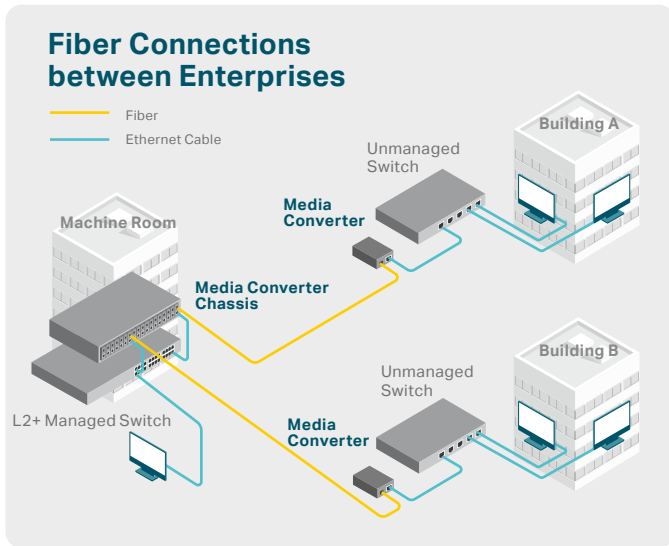 Fiber Connections
between Enterprises
Fiber
Ethernet Cable
Unmanaged
Switch
Building A
Media
Converter
Machine Room
Media Converter
Chassis
Building B
Unmanaged
Switch
L2+ Managed Switch
Media
Converter